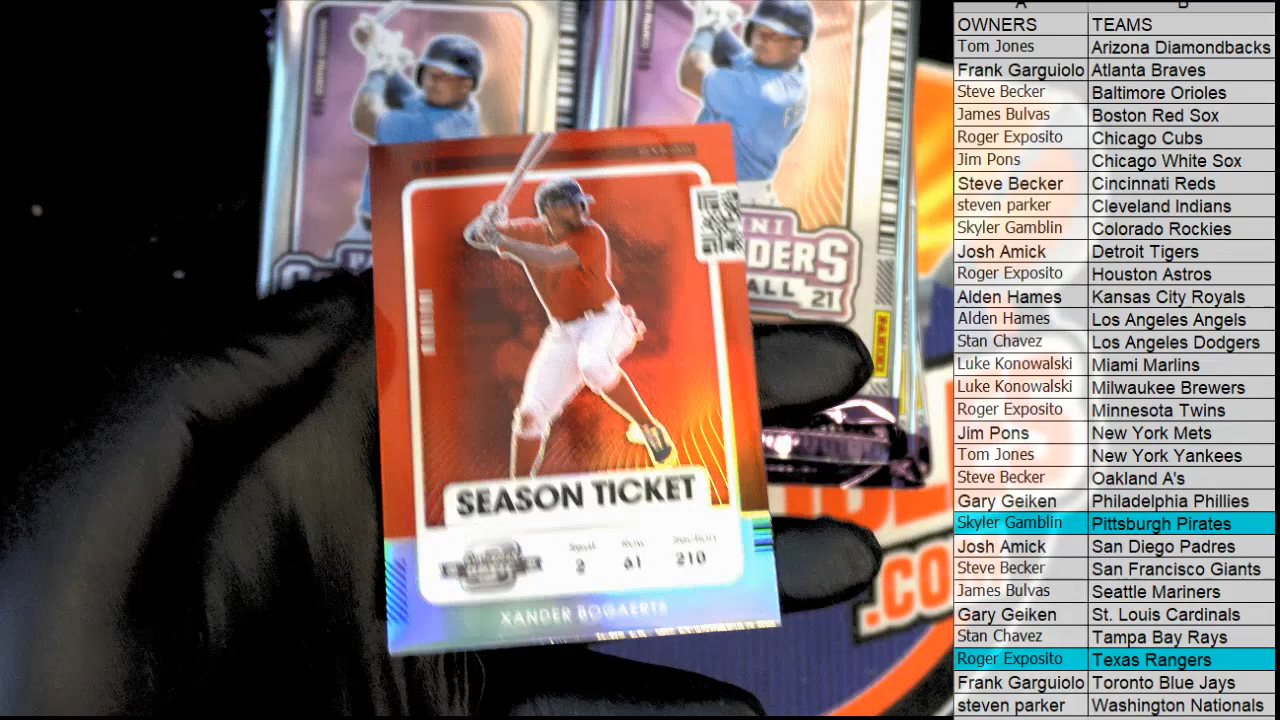 A B
OWNERS TEAMS
Tom Jones Arizona Diamondbacks
Frank Garguiolo Atlanta Braves
Steve Becker Baltimore Orioles
James Bulvas Boston Red Sox
Roger Exposito Chicago Cubs
Jim Pons Chicago White Sox
Steve Becker Cincinnati Reds
steven parker Cleveland Indians
Skyler Gamblin Colorado Rockies
Josh Amick Detroit Tigers
Roger Exposito Houston Astros
Alden Hames Kansas City Royals
Alden Hames Los Angeles Angels
Stan Chavez Los Angeles Dodgers
Luke Konowalski Miami Marlins
Luke Konowalski Milwaukee Brewers
Roger Exposito Minnesota Twins
Jim Pons New York Mets
Tom Jones New York Yankees
Steve Becker Oakland A's
Gary Geiken Philadelphia Phillies
Skyler Gamblin Pittsburgh Pirates
Josh Amick San Diego Padres
Steve Becker San Francisco Giants
James Bulvas Seattle Mariners
Gary Geiken St. Louis Cardinals
Stan Chavez Tampa Bay Rays
Roger Exposito Texas Rangers
Frank Garguiolo Toronto Blue Jays
steven parker Washington Nationals
SEASON TICKET
Seat Row Section
2 61 210
XANDER BOGAERTS
21
PANINI
.CO